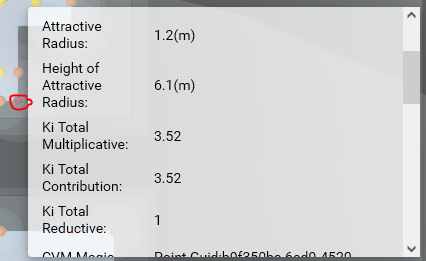 Attractive
Radius:
1.2(m)
Height of
Attractive
Radius:
6.1(m)
Ki Total
Multiplicative:
3.52
Ki Total
Contribution:
3.52
Ki Total
Reductive:
1